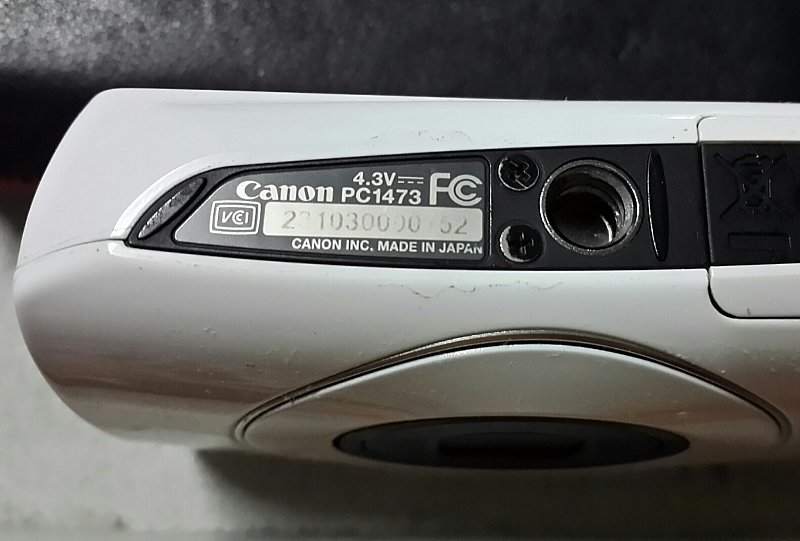 4.3V
Canon PC1473 FC
VCI
CANON INC. MADE IN JAPAN